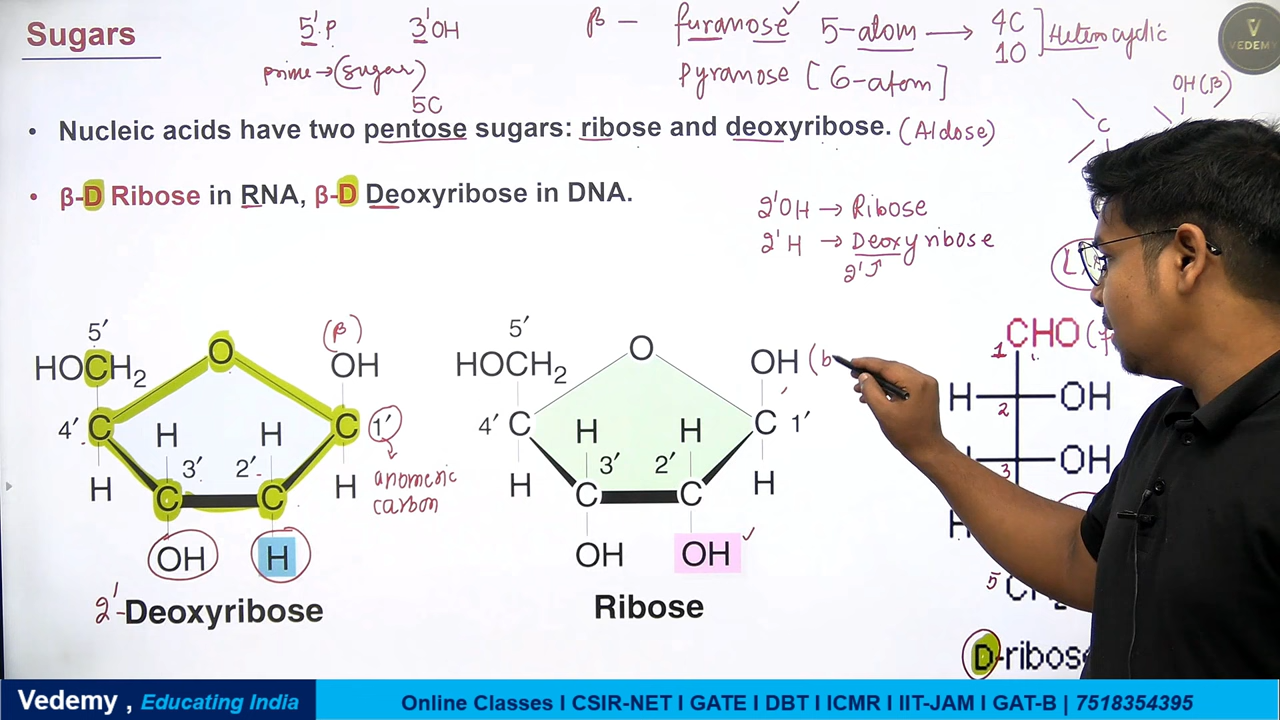 Sugars
5'P 3'OH
prime → (sugar)
5C
β – furanose ✓ 5-atom → 4C 1O ] Heterocyclic
pyranose [6-atom]
VEDEMY
OH(β)
C
• Nucleic acids have two pentose sugars: ribose and deoxyribose. (Aldose)
• β-D Ribose in RNA, β-D Deoxyribose in DNA.
2'OH → Ribose
2'H → Deoxyribose
2'
5' (β)
HOCH2 O OH
4' C H H C 1'
H 3' 2' H
C C
OH H
anomeric
carbon
2'-Deoxyribose
5'
HOCH2 O OH (b
4' C H H C 1'
H 3' 2' H
C C
OH OH ✓
Ribose
1 CHO
H 2 OH
3 OH
H
5
D-ribose
Vedemy , Educating India
Online Classes I CSIR-NET I GATE I DBT I ICMR I IIT-JAM I GAT-B | 7518354395